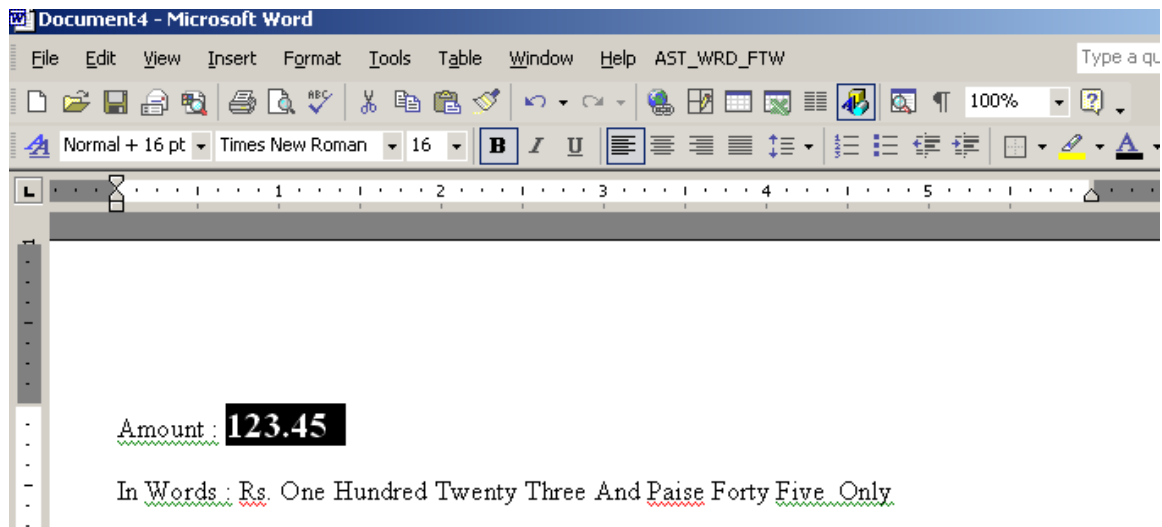 Document4 - Microsoft Word
File Edit View Insert Format Tools Table Window Help AST_WRD_FTW Type a qu
ABC 100%
Normal + 16 pt Times New Roman 16 B I U A
L 1 2 3 4 5
Amount : 123.45
In Words : Rs. One Hundred Twenty Three And Paise Forty Five Only